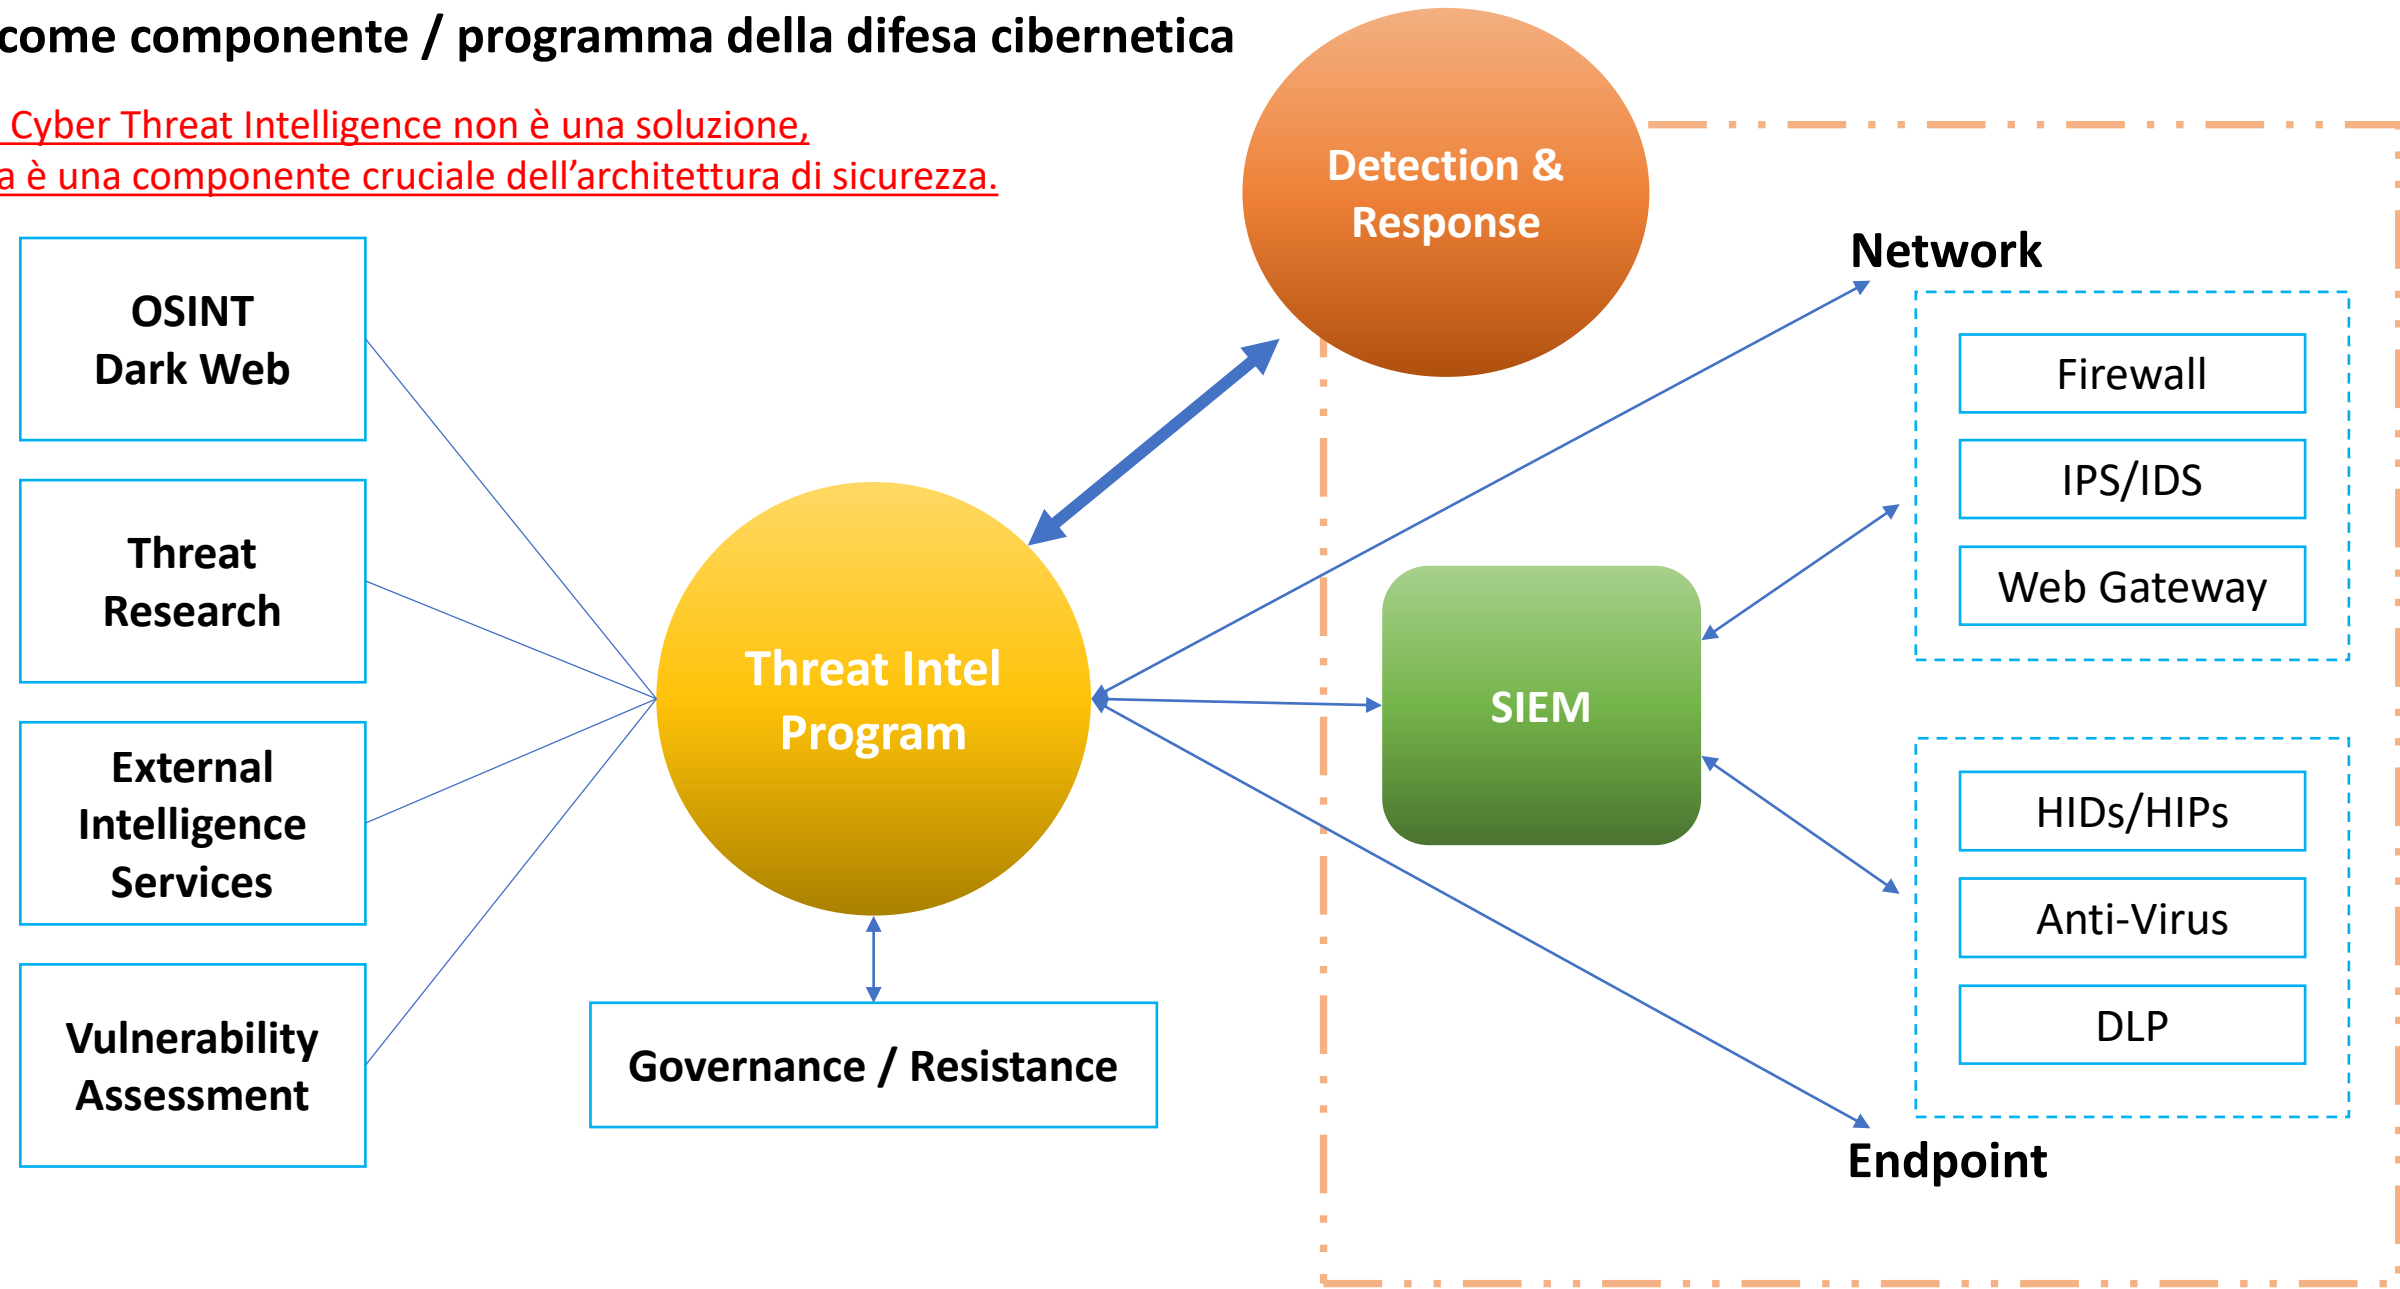 come componente / programma della difesa cibernetica
Cyber Threat Intelligence non è una soluzione,
a è una componente cruciale dell’architettura di sicurezza.
Detection &
Response
Network
OSINT
Dark Web
Firewall
IPS/IDS
Web Gateway
Threat
Research
Threat Intel
Program
SIEM
External
Intelligence
Services
HIDs/HIPs
Anti-Virus
DLP
Vulnerability
Assessment
Governance / Resistance
Endpoint